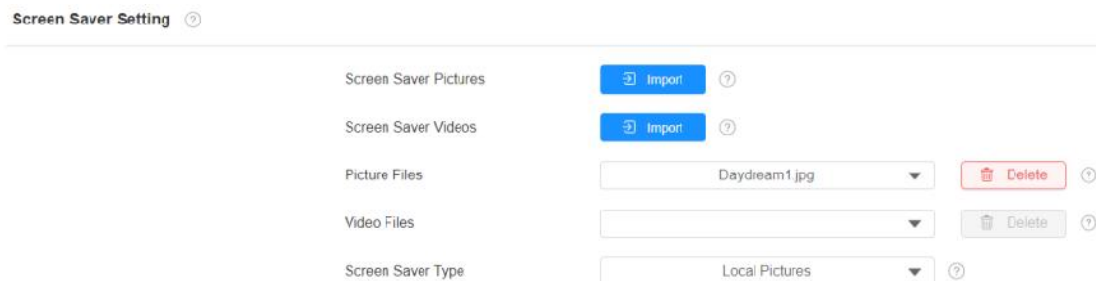 Screen Saver Setting ?
Screen Saver Pictures Import ?
Screen Saver Videos Import ?
Picture Files Daydream1.jpg Delete ?
Video Files Delete ?
Screen Saver Type Local Pictures ?